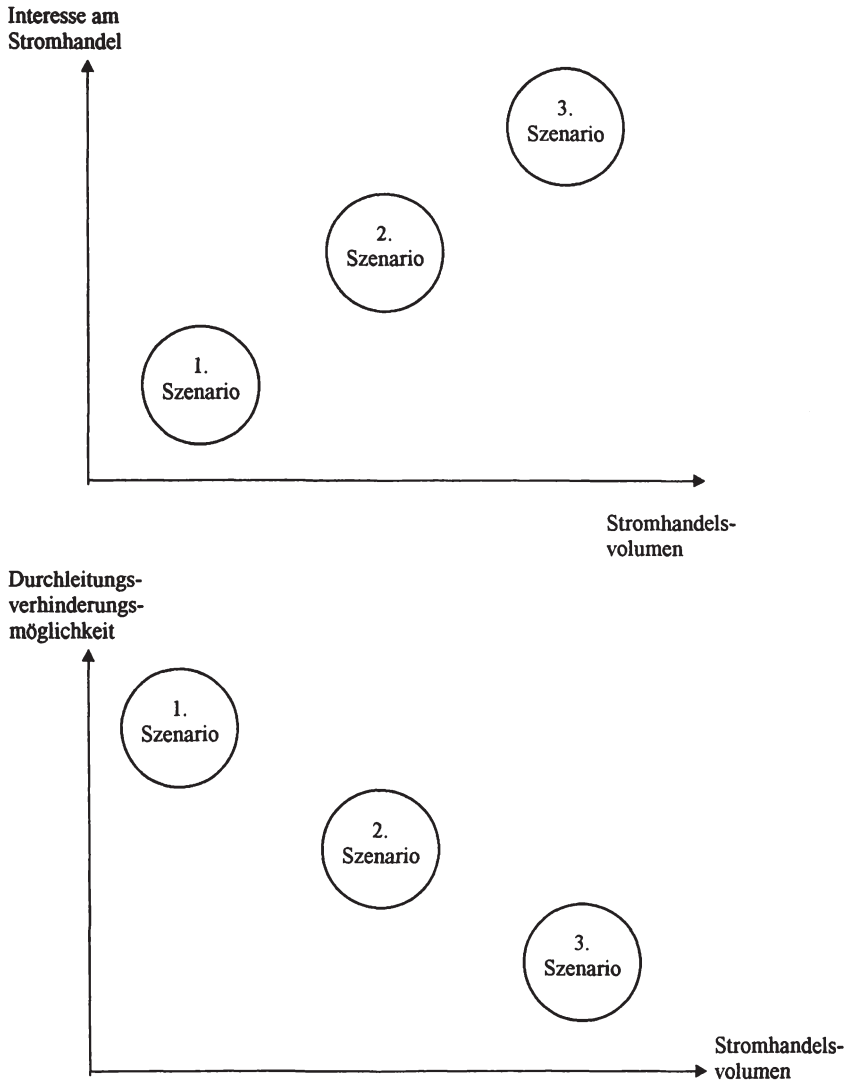 Interesse am
Stromhandel
3.
Szenario
2.
Szenario
1.
Szenario
Stromhandels-
volumen
Durchleitungs-
verhinderungs-
möglichkeit
1.
Szenario
2.
Szenario
3.
Szenario
Stromhandels-
volumen